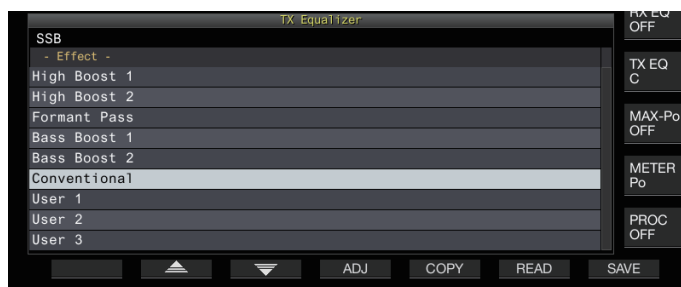 TX Equalizer
SSB
- Effect -
High Boost 1
High Boost 2
Formant Pass
Bass Boost 1
Bass Boost 2
Conventional
User 1
User 2
User 3
RX EQ
OFF
TX EQ
C
MAX-Po
OFF
METER
Po
PROC
OFF
ADJ COPY READ SAVE